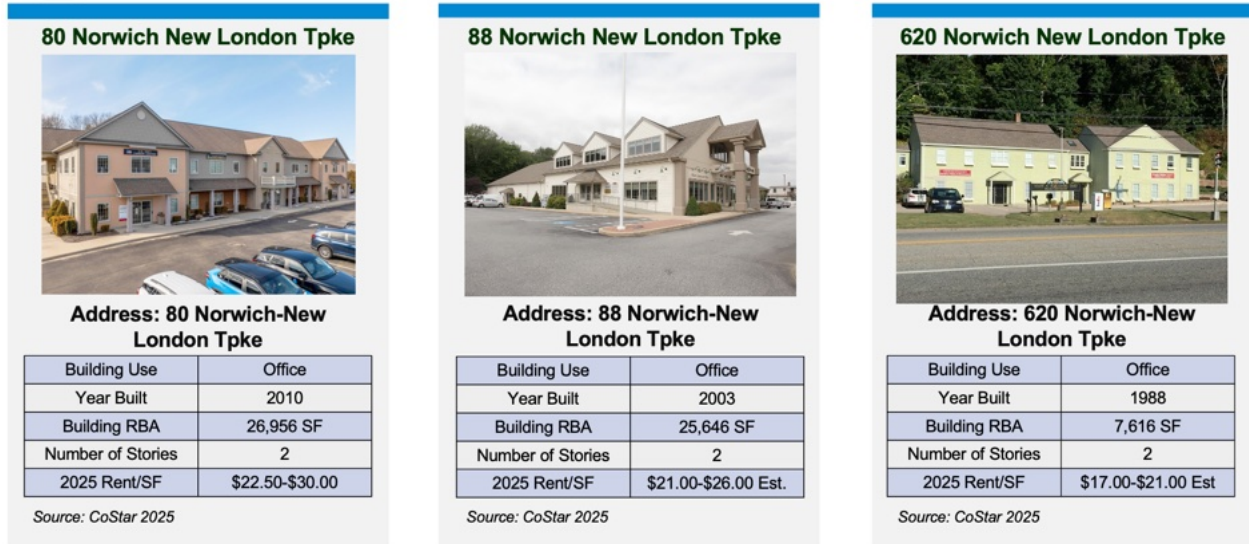 80 Norwich New London Tpke
Address: 80 Norwich-New
London Tpke
Building Use Office
Year Built 2010
Building RBA 26,956 SF
Number of Stories 2
2025 Rent/SF $22.50-$30.00
Source: CoStar 2025
88 Norwich New London Tpke
Address: 88 Norwich-New
London Tpke
Building Use Office
Year Built 2003
Building RBA 25,646 SF
Number of Stories 2
2025 Rent/SF $21.00-$26.00 Est.
Source: CoStar 2025
620 Norwich New London Tpke
Address: 620 Norwich-New
London Tpke
Building Use Office
Year Built 1988
Building RBA 7,616 SF
Number of Stories 2
2025 Rent/SF $17.00-$21.00 Est
Source: CoStar 2025